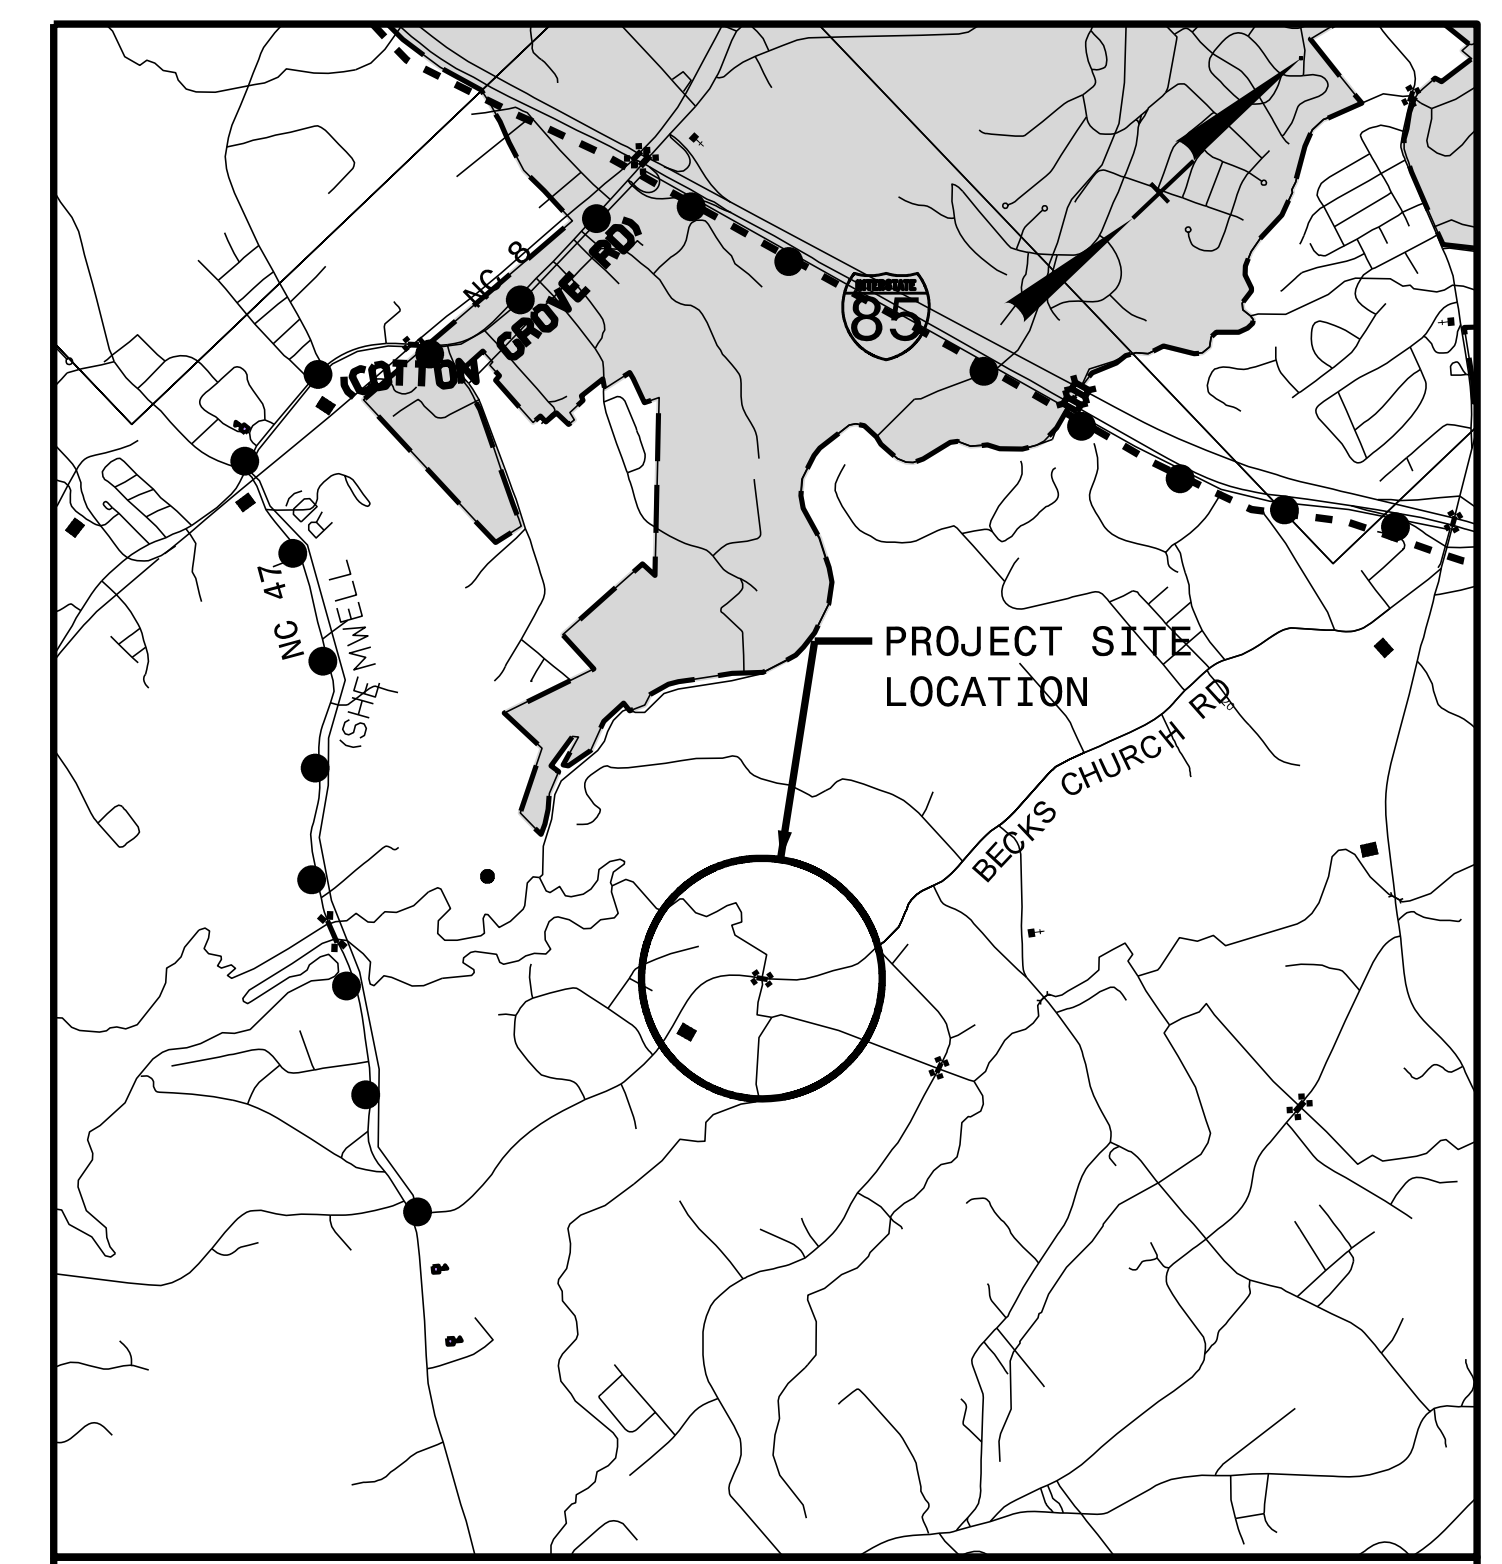 NC 8
(COTTON GROVE RD)
INTERSTATE
85
NC 47
(SHEMWELL RD)
PROJECT SITE
LOCATION
BECKS CHURCH RD